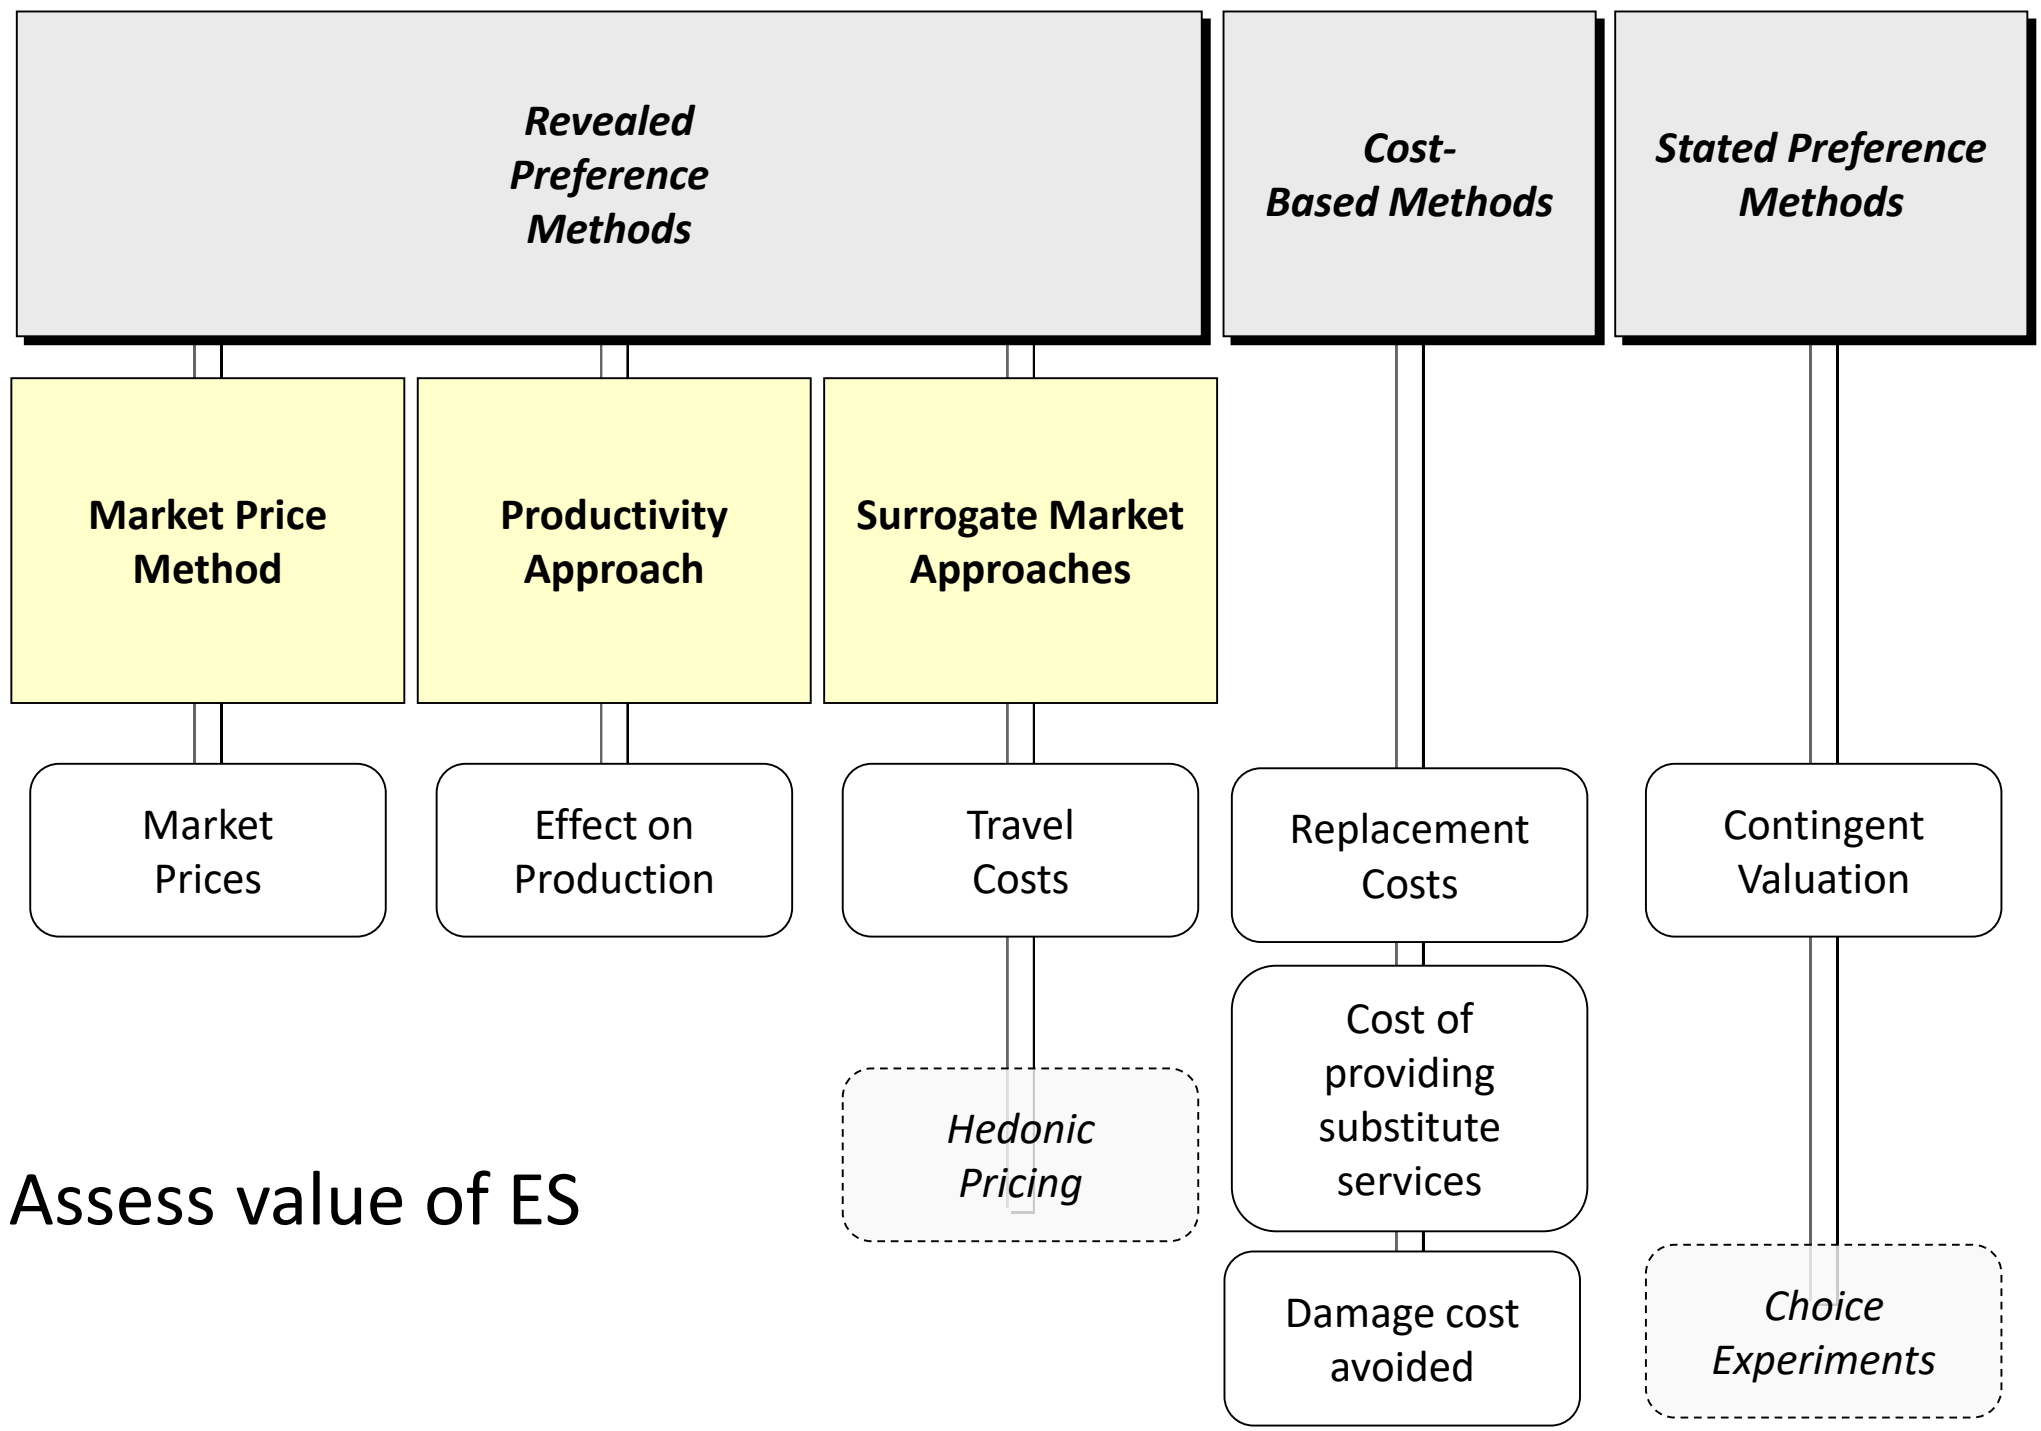 Revealed
Preference
Methods
Cost-
Based Methods
Stated Preference
Methods
Market Price
Method
Productivity
Approach
Surrogate Market
Approaches
Market
Prices
Effect on
Production
Travel
Costs
Replacement
Costs
Contingent
Valuation
Cost of
providing
substitute
services
Hedonic
Pricing
Assess value of ES
Damage cost
avoided
Choice
Experiments